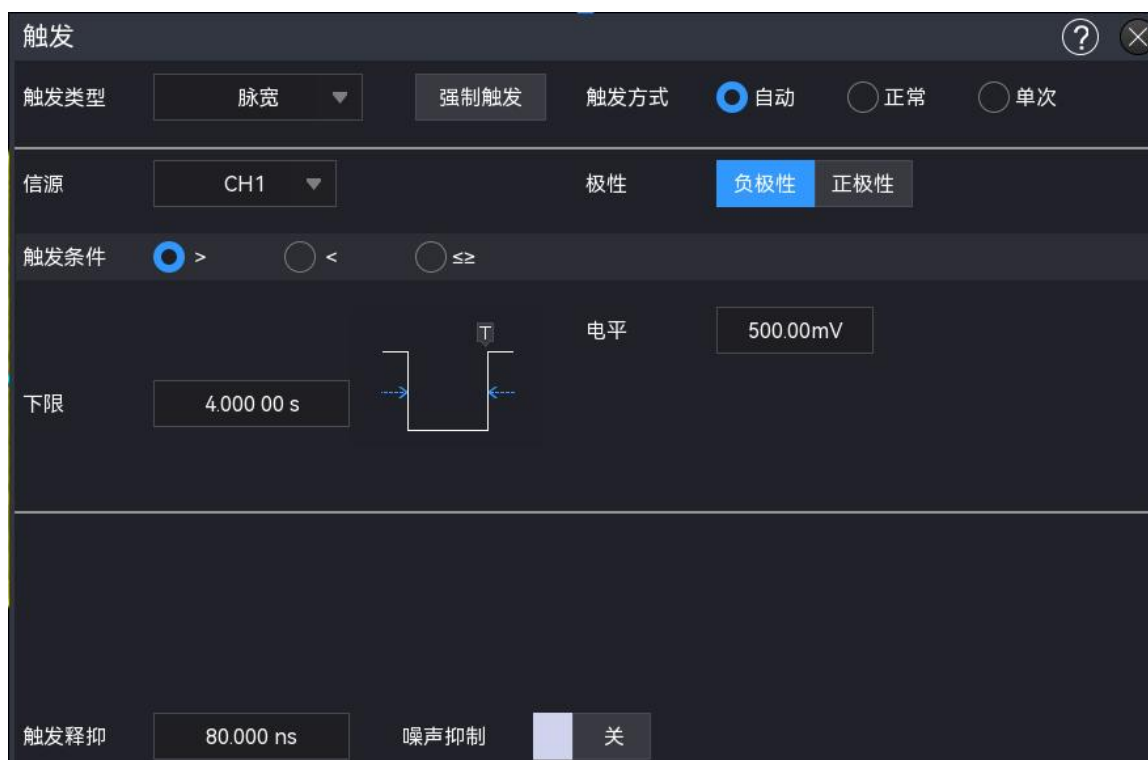 触发 ?
触发类型 脉宽 强制触发 触发方式 自动 正常 单次
信源 CH1 极性 负极性 正极性
触发条件 > < ≤≥
T
电平 500.00mV
下限 4.000 00 s
触发释抑 80.000 ns 噪声抑制 关